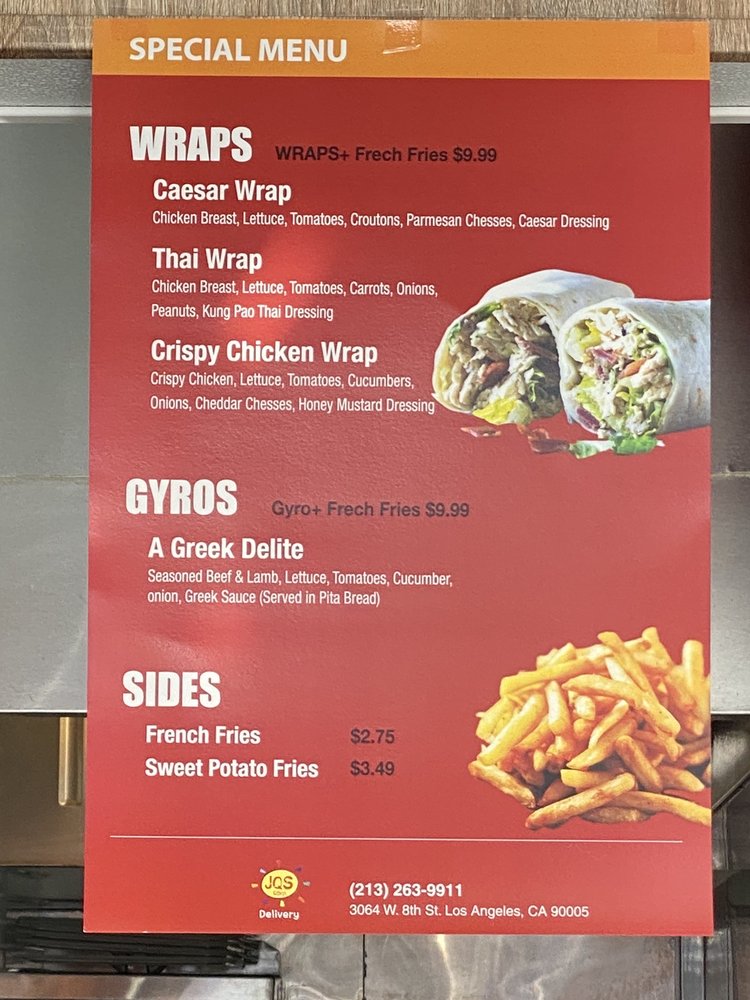 SPECIAL MENU
WRAPS WRAPS+ Frech Fries $9.99
Caesar Wrap
Chicken Breast, Lettuce, Tomatoes, Croutons, Parmesan Chesses, Caesar Dressing
Thai Wrap
Chicken Breast, Lettuce, Tomatoes, Carrots, Onions,
Peanuts, Kung Pao Thai Dressing
Crispy Chicken Wrap
Crispy Chicken, Lettuce, Tomatoes, Cucumbers,
Onions, Cheddar Chesses, Honey Mustard Dressing
GYROS Gyro+ Frech Fries $9.99
A Greek Delite
Seasoned Beef & Lamb, Lettuce, Tomatoes, Cucumber,
onion, Greek Sauce (Served in Pita Bread)
SIDES
French Fries $2.75
Sweet Potato Fries $3.49
JQS
Delivery
(213) 263-9911
3064 W. 8th St. Los Angeles, CA 90005